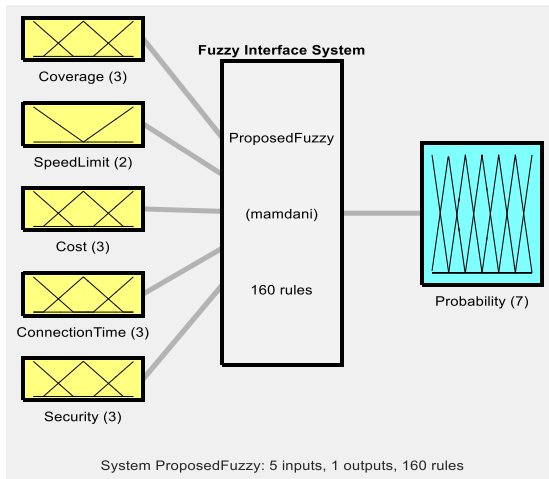 Coverage (3)
SpeedLimit (2)
Cost (3)
ConnectionTime (3)
Security (3)
Fuzzy Interface System
ProposedFuzzy
(mamdani)
160 rules
Probability (7)
System ProposedFuzzy: 5 inputs, 1 outputs, 160 rules